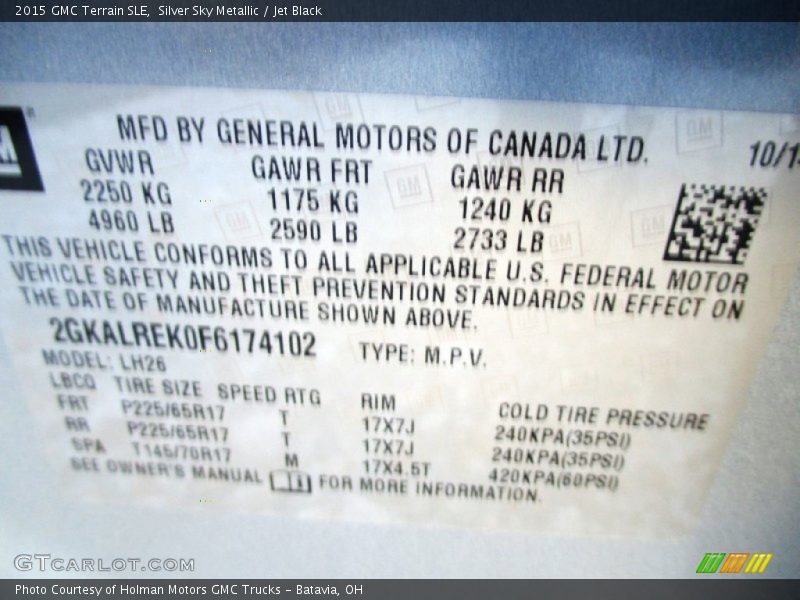 2015 GMC Terrain SLE,  Silver Sky Metallic / Jet Black
MFD BY GENERAL MOTORS OF CANADA LTD.
GVWR GAWR FRT GAWR RR
2250 KG 1175 KG 1240 KG
4960 LB 2590 LB 2733 LB
THIS VEHICLE CONFORMS TO ALL APPLICABLE U.S. FEDERAL MOTOR
VEHICLE SAFETY AND THEFT PREVENTION STANDARDS IN EFFECT ON
THE DATE OF MANUFACTURE SHOWN ABOVE.
2GKALREK0F6174102 TYPE: M.P.V.
MODEL: LH26
LBCQ TIRE SIZE SPEED RTG RIM COLD TIRE PRESSURE
FRT P225/65R17 T 17X7J 240KPA(35PSI)
RR P225/65R17 T 17X7J 240KPA(35PSI)
SPA T145/70R17 M 17X4.5T 420KPA(60PSI)
SEE OWNER'S MANUAL FOR MORE INFORMATION.
GTCARLOT.COM
Photo Courtesy of Holman Motors GMC Trucks – Batavia, OH